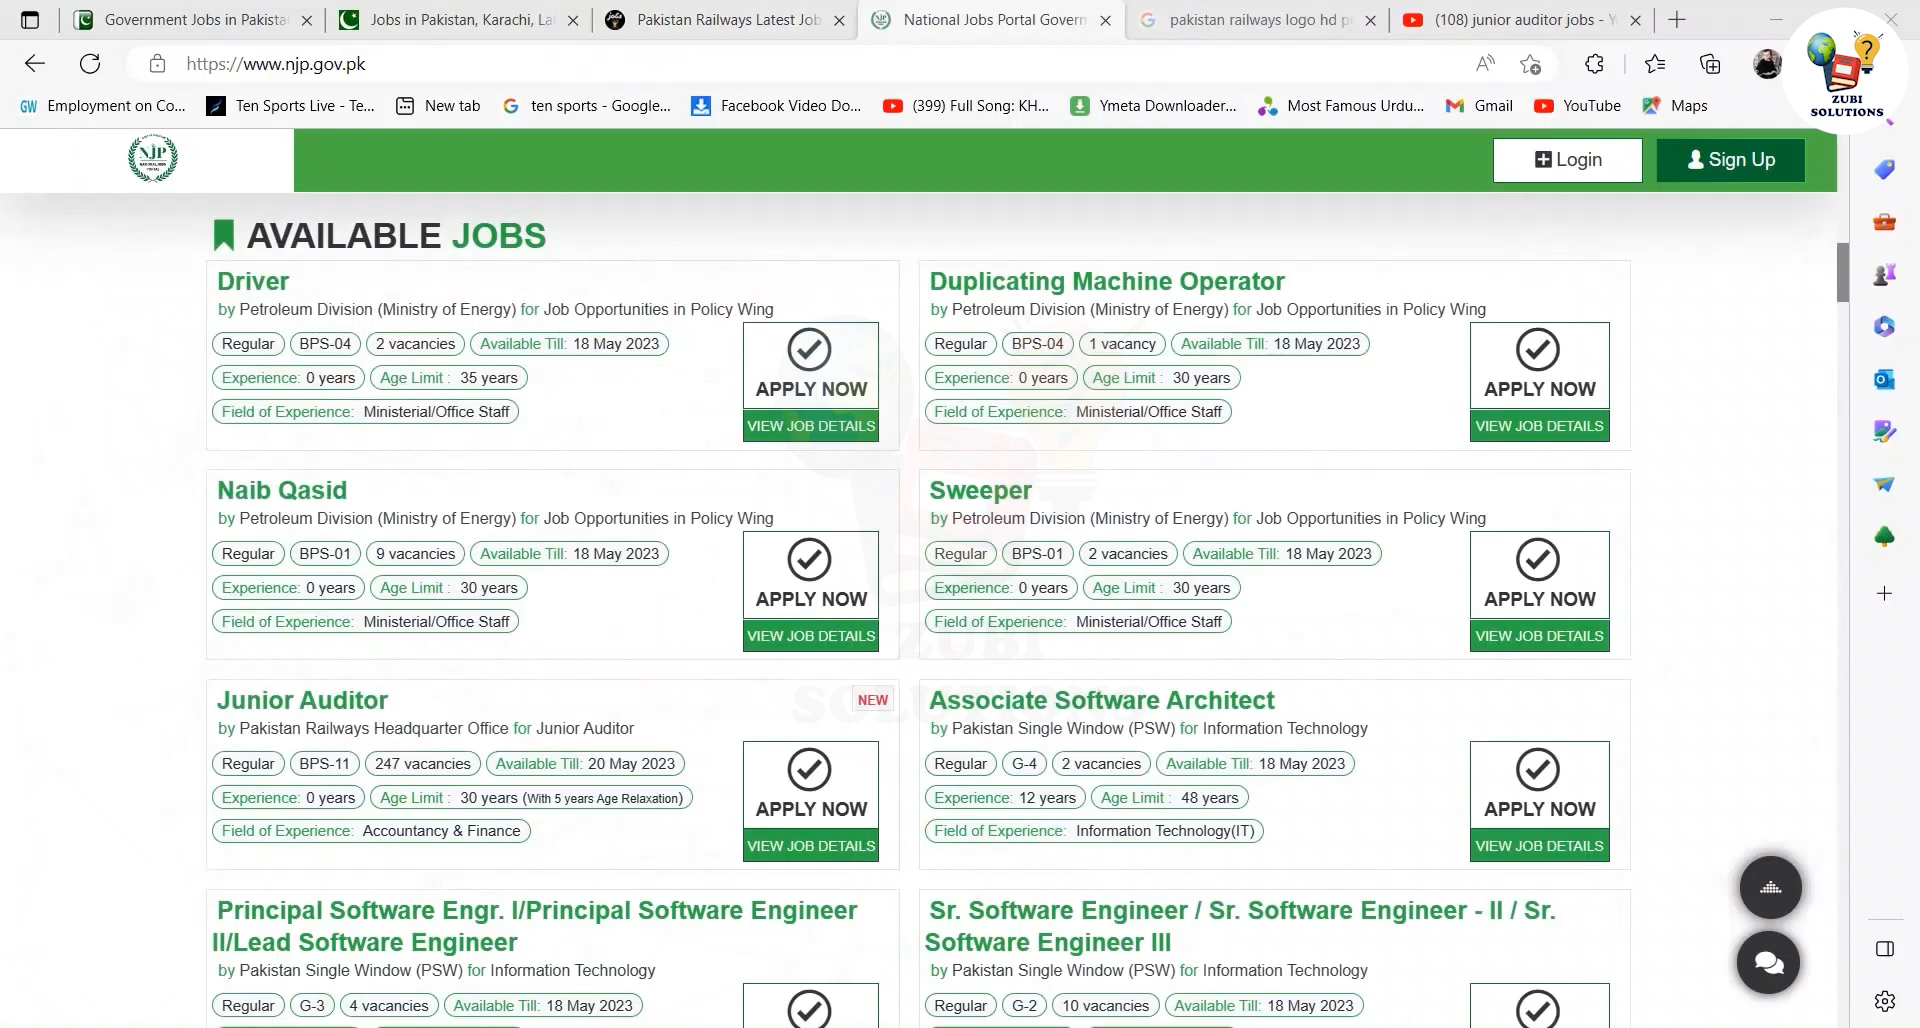 Government Jobs in Pakista
Jobs in Pakistan, Karachi, La
Pakistan Railways Latest Job
National Jobs Portal Govern
pakistan railways logo hd p
(108) junior auditor jobs - Y
https://www.njp.gov.pk
ZUBI
SOLUTIONS
GW Employment on Co...
Ten Sports Live - Te...
New tab
ten sports - Google...
Facebook Video Do...
(399) Full Song: KH...
Ymeta Downloader...
Most Famous Urdu...
Gmail
YouTube
Maps
NJP
Login
Sign Up
AVAILABLE JOBS
Driver
by Petroleum Division (Ministry of Energy) for Job Opportunities in Policy Wing
Regular BPS-04 2 vacancies Available Till: 18 May 2023
Experience: 0 years Age Limit : 35 years
Field of Experience: Ministerial/Office Staff
APPLY NOW
VIEW JOB DETAILS
Duplicating Machine Operator
by Petroleum Division (Ministry of Energy) for Job Opportunities in Policy Wing
Regular BPS-04 1 vacancy Available Till: 18 May 2023
Experience: 0 years Age Limit : 30 years
Field of Experience: Ministerial/Office Staff
APPLY NOW
VIEW JOB DETAILS
Naib Qasid
by Petroleum Division (Ministry of Energy) for Job Opportunities in Policy Wing
Regular BPS-01 9 vacancies Available Till: 18 May 2023
Experience: 0 years Age Limit : 30 years
Field of Experience: Ministerial/Office Staff
APPLY NOW
VIEW JOB DETAILS
Sweeper
by Petroleum Division (Ministry of Energy) for Job Opportunities in Policy Wing
Regular BPS-01 2 vacancies Available Till: 18 May 2023
Experience: 0 years Age Limit : 30 years
Field of Experience: Ministerial/Office Staff
APPLY NOW
VIEW JOB DETAILS
ZUBI
Junior Auditor
NEW
by Pakistan Railways Headquarter Office for Junior Auditor
Regular BPS-11 247 vacancies Available Till: 20 May 2023
Experience: 0 years Age Limit : 30 years (With 5 years Age Relaxation)
Field of Experience: Accountancy & Finance
APPLY NOW
VIEW JOB DETAILS
Associate Software Architect
by Pakistan Single Window (PSW) for Information Technology
Regular G-4 2 vacancies Available Till: 18 May 2023
Experience: 12 years Age Limit : 48 years
Field of Experience: Information Technology(IT)
APPLY NOW
VIEW JOB DETAILS
Principal Software Engr. I/Principal Software Engineer
II/Lead Software Engineer
by Pakistan Single Window (PSW) for Information Technology
Regular G-3 4 vacancies Available Till: 18 May 2023
Sr. Software Engineer / Sr. Software Engineer - II / Sr.
Software Engineer III
by Pakistan Single Window (PSW) for Information Technology
Regular G-2 10 vacancies Available Till: 18 May 2023